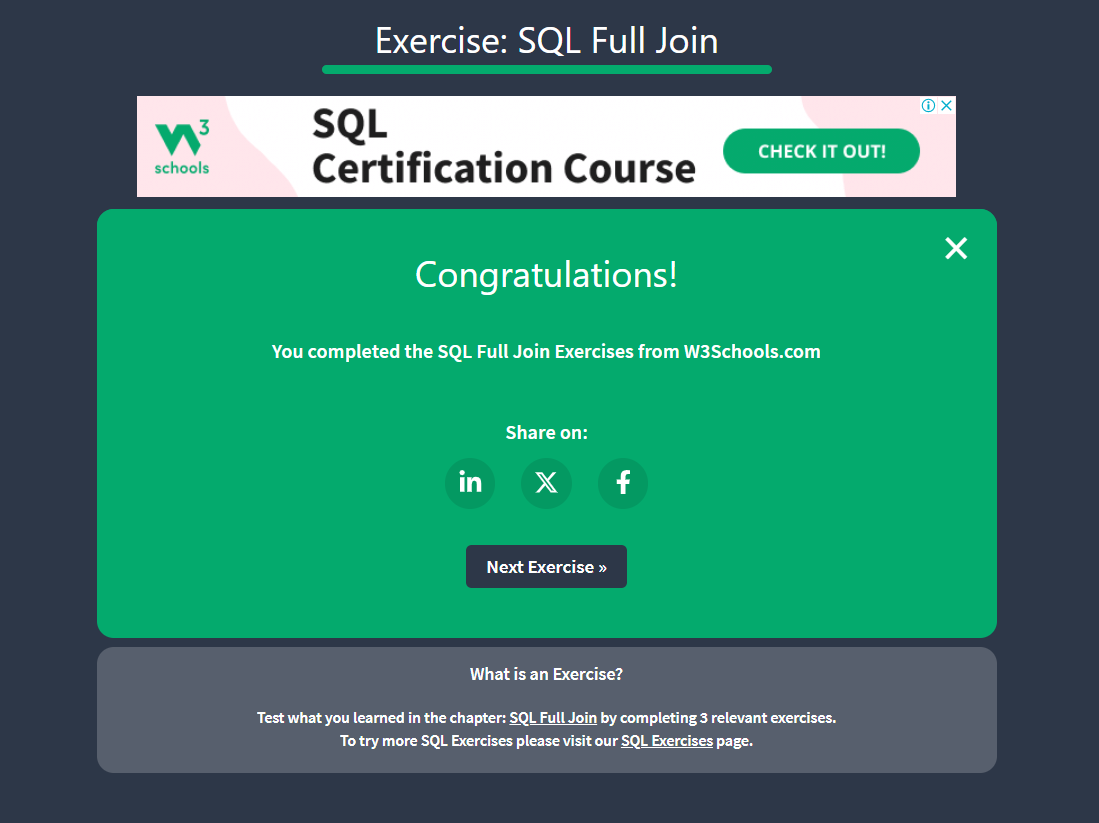 Exercise: SQL Full Join
W3
schools
SQL
Certification Course
CHECK IT OUT!
Congratulations!
You completed the SQL Full Join Exercises from W3Schools.com
Share on:
in
X
f
Next Exercise »
What is an Exercise?
Test what you learned in the chapter: SQL Full Join by completing 3 relevant exercises.
To try more SQL Exercises please visit our SQL Exercises page.